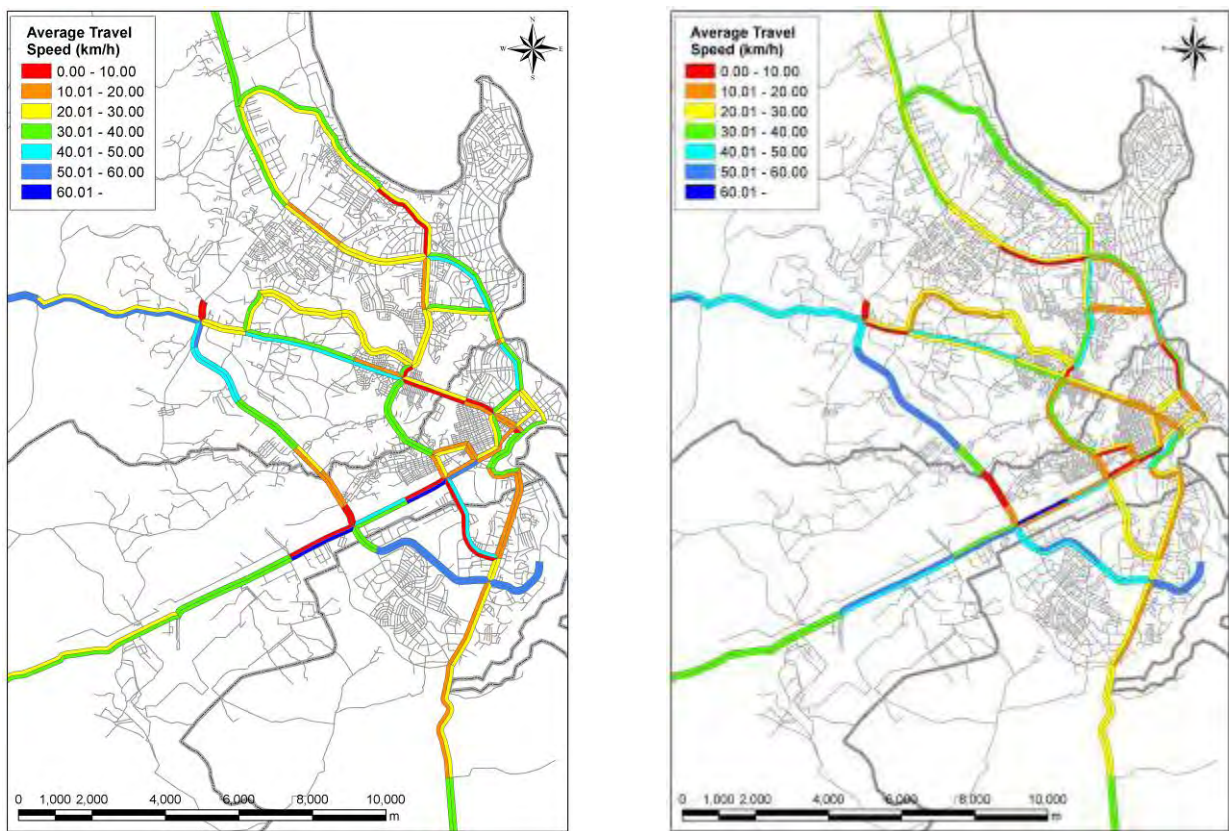 Average Travel
Speed (km/h)
0.00 - 10.00
10.01 - 20.00
20.01 - 30.00
30.01 - 40.00
40.01 - 50.00
50.01 - 60.00
60.01 -
N
W E
S
0 1,000 2,000 4,000 6,000 8,000 10,000
m
Average Travel
Speed (km/h)
0.00 - 10.00
10.01 - 20.00
20.01 - 30.00
30.01 - 40.00
40.01 - 50.00
50.01 - 60.00
60.01 -
0 1,000 2,000 4,000 6,000 8,000 10,000
m